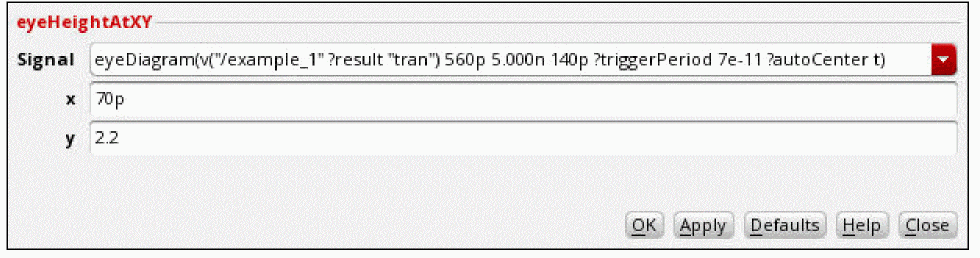 eyeHeightAtXY
Signal eyeDiagram(v("/example_1" ?result "tran") 560p 5.000n 140p ?triggerPeriod 7e-11 ?autoCenter t)
x 70p
y 2.2
OK Apply Defaults Help Close